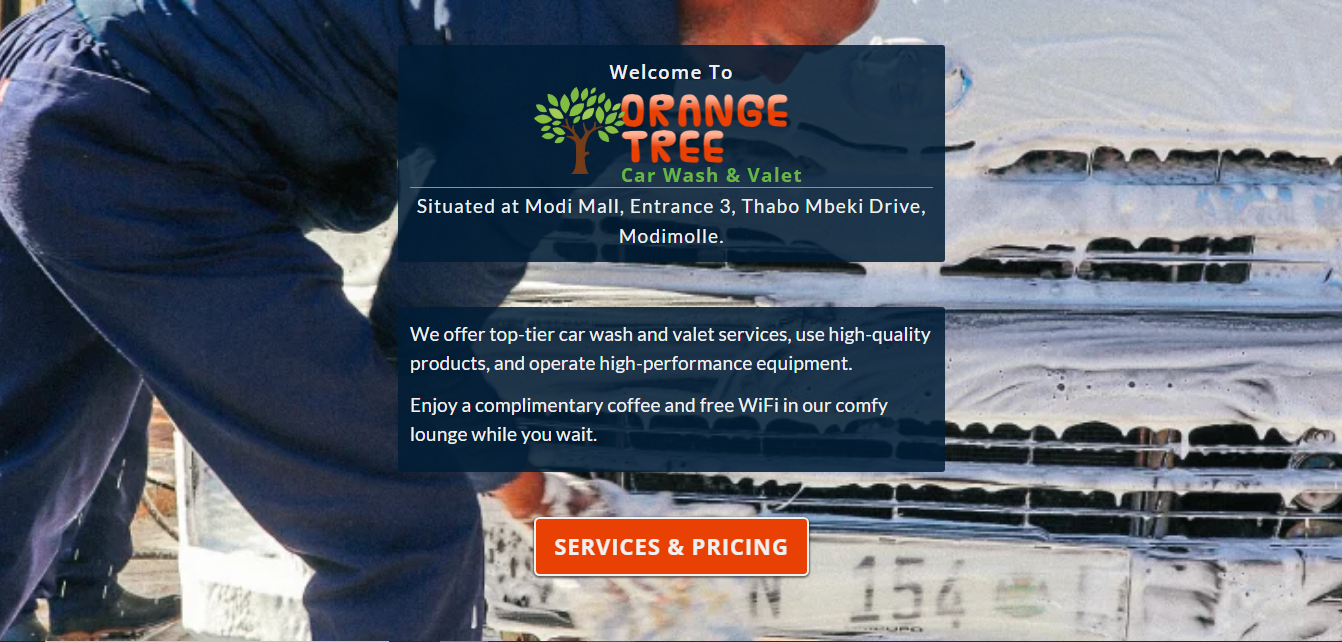 Welcome To
ORANGE
TREE
Car Wash & Valet
Situated at Modi Mall, Entrance 3, Thabo Mbeki Drive,
Modimolle.
We offer top-tier car wash and valet services, use high-quality
products, and operate high-performance equipment.
Enjoy a complimentary coffee and free WiFi in our comfy
lounge while you wait.
SERVICES & PRICING
N 154